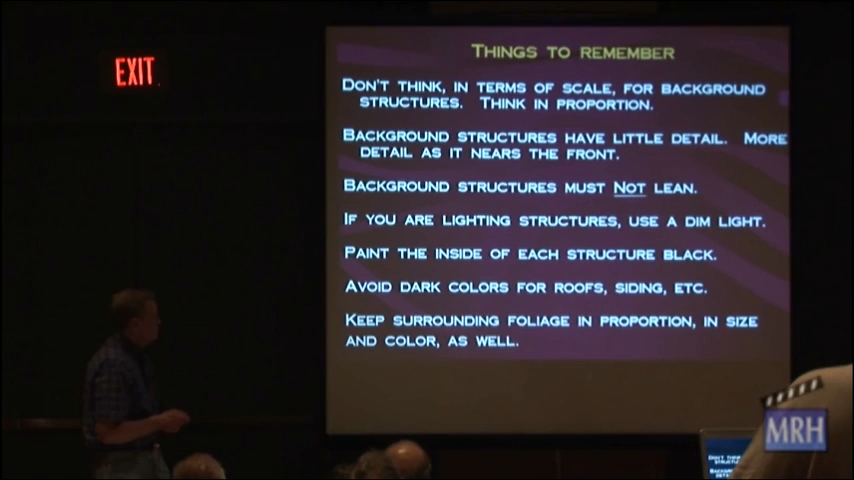 EXIT
THINGS TO REMEMBER
DON'T THINK, IN TERMS OF SCALE, FOR BACKGROUND
STRUCTURES. THINK IN PROPORTION.
BACKGROUND STRUCTURES HAVE LITTLE DETAIL. MORE
DETAIL AS IT NEARS THE FRONT.
BACKGROUND STRUCTURES MUST NOT LEAN.
IF YOU ARE LIGHTING STRUCTURES, USE A DIM LIGHT.
PAINT THE INSIDE OF EACH STRUCTURE BLACK.
AVOID DARK COLORS FOR ROOFS, SIDING, ETC.
KEEP SURROUNDING FOLIAGE IN PROPORTION, IN SIZE
AND COLOR, AS WELL.
MRH